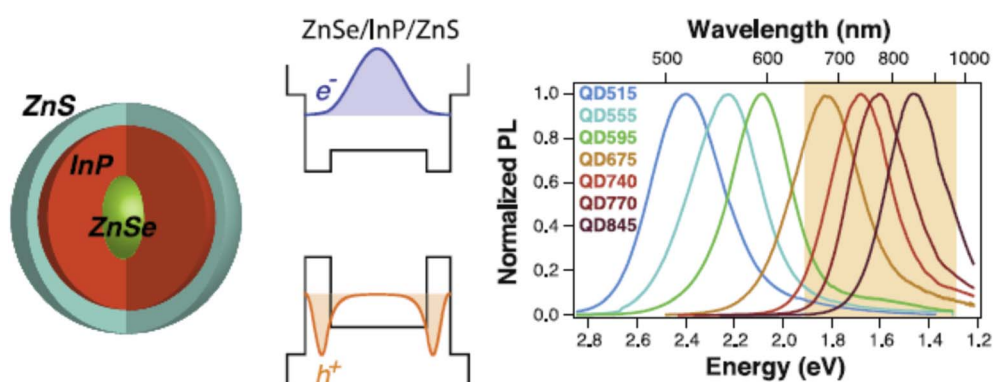 ZnS
InP
ZnSe
ZnSe/InP/ZnS
e-
h+
Wavelength (nm)
500 600 700 800 1000
Normalized PL
1.0
0.8
0.6
0.4
0.2
0.0
QD515
QD555
QD595
QD675
QD740
QD770
QD845
2.8 2.6 2.4 2.2 2.0 1.8 1.6 1.4 1.2
Energy (eV)